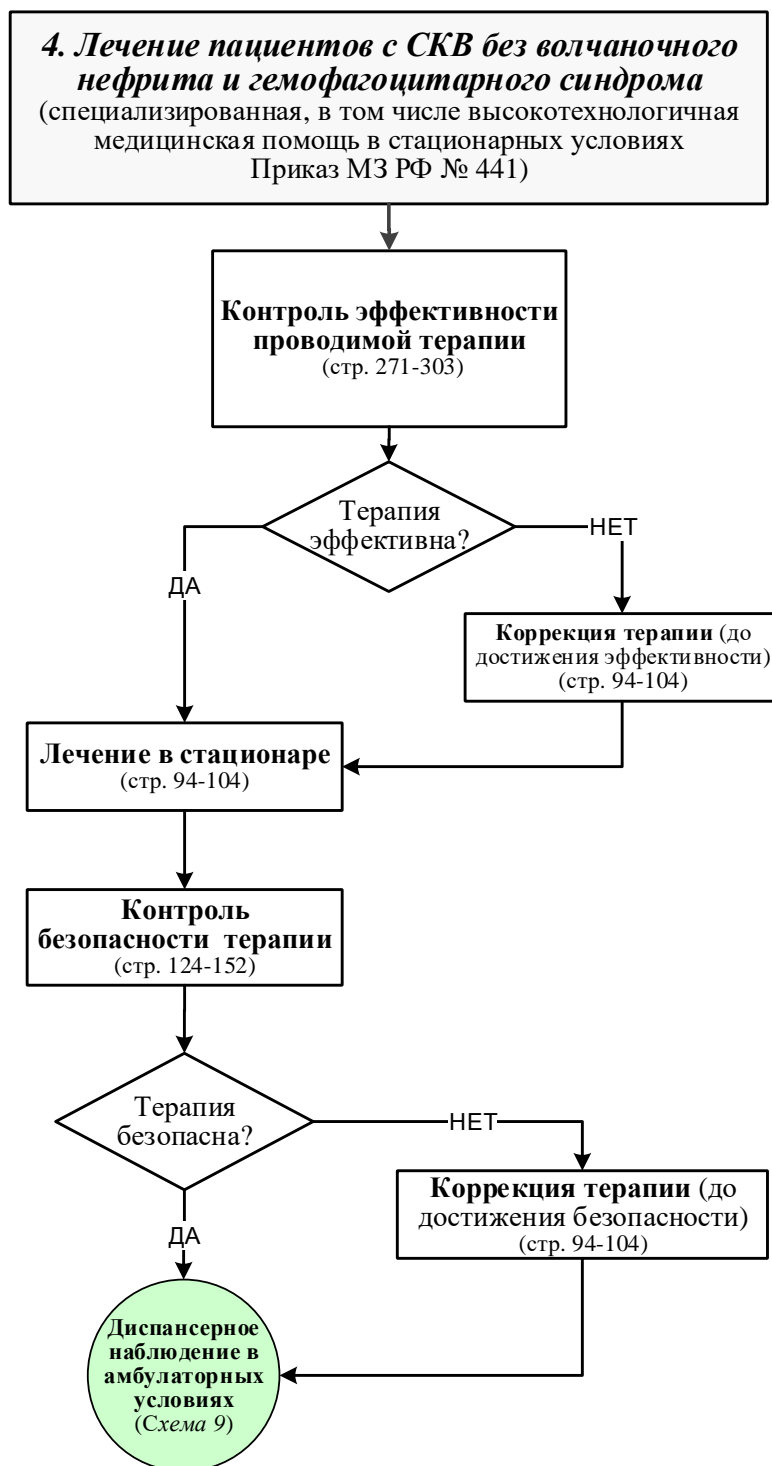 4. Лечение пациентов с СКВ без волчаночного
нефрита и гемофагоцитарного синдрома
(специализированная, в том числе высокотехнологичная
медицинская помощь в стационарных условиях
Приказ МЗ РФ № 441)
Контроль эффективности
проводимой терапии
(стр. 271-303)
Терапия
эффективна?
НЕТ
ДА
Коррекция терапии (до
достижения эффективности)
(стр. 94-104)
Лечение в стационаре
(стр. 94-104)
Контроль
безопасности терапии
(стр. 124-152)
Терапия
безопасна?
НЕТ
Коррекция терапии (до
достижения безопасности)
(стр. 94-104)
ДА
Диспансерное
наблюдение в
амбулаторных
условиях
(Схема 9)